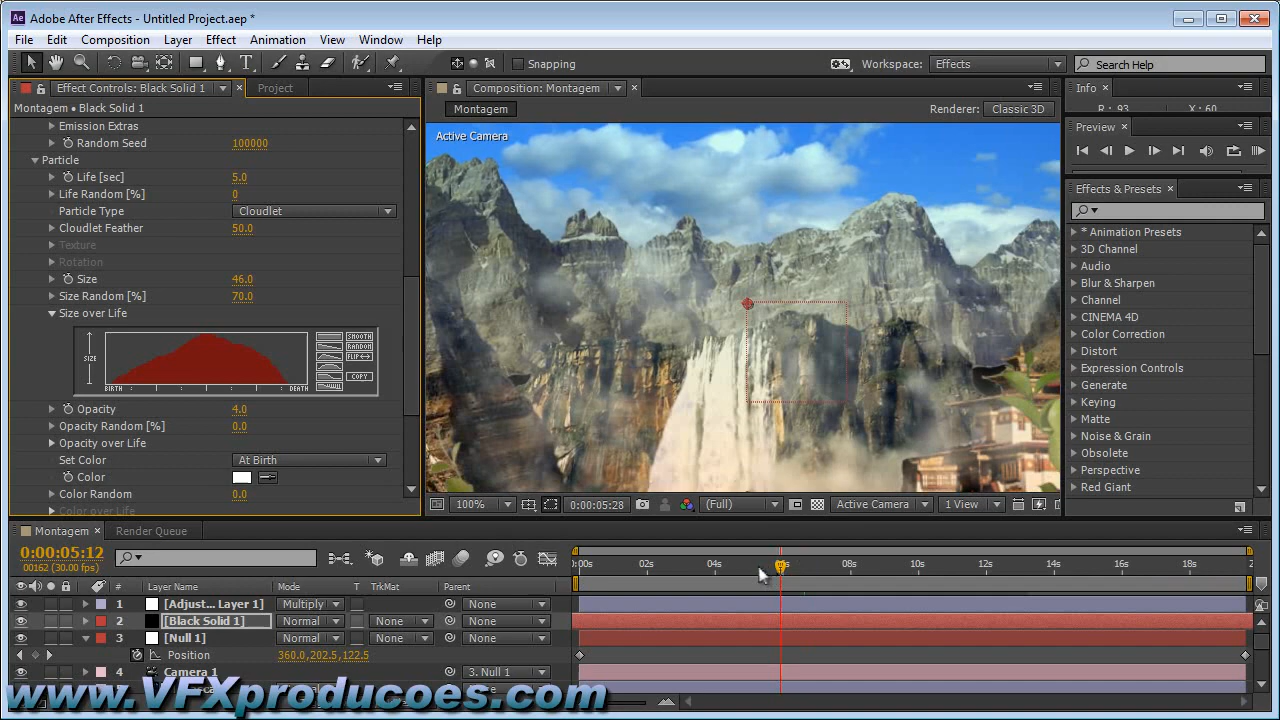 Ae Adobe After Effects - Untitled Project.aep *
File Edit Composition Layer Effect Animation View Window Help
Snapping Workspace: Effects Search Help
Effect Controls: Black Solid 1 Project
Montagem • Black Solid 1
Emission Extras
Random Seed 100000
Particle
Life [sec] 5.0
Life Random [%] 0
Particle Type Cloudlet
Cloudlet Feather 50.0
Texture
Rotation
Size 46.0
Size Random [%] 70.0
Size over Life
SIZE
SMOOTH
RANDOM
FLIP
COPY
BIRTH DEATH
Opacity 4.0
Opacity Random [%] 0.0
Opacity over Life
Set Color At Birth
Color
Color Random 0.0
Color over Life
Composition: Montagem
Montagem
Renderer: Classic 3D
Active Camera
100% 0:00:05:28 (Full) Active Camera 1 View
Info
R : 93 X : 60
Preview
Effects & Presets
* Animation Presets
3D Channel
Audio
Blur & Sharpen
Channel
CINEMA 4D
Color Correction
Distort
Expression Controls
Generate
Keying
Matte
Noise & Grain
Obsolete
Perspective
Red Giant
Montagem Render Queue
0:00:05:12
00162 (30.00 fps)
:00s 02s 04s 08s 10s 12s 14s 16s 18s
# Layer Name Mode T TrkMat Parent
1 [Adjust... Layer 1] Multiply None
2 [Black Solid 1] Normal None None
3 [Null 1] Normal None None
Position 360.0,202.5,122.5
4 Camera 1 3. Null 1
www.VFXproducoes.com